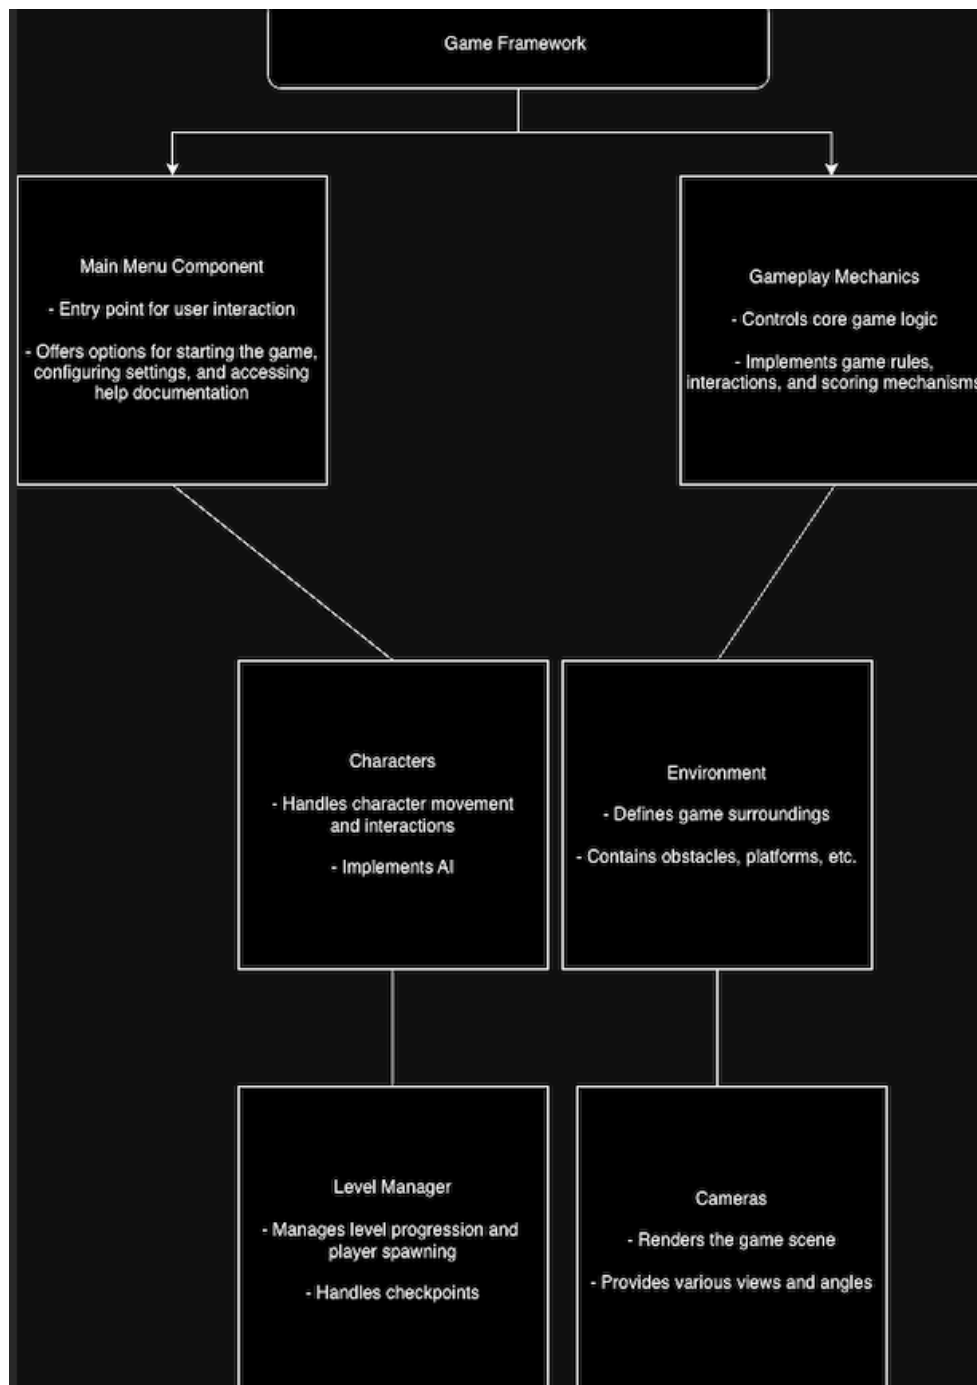 Game Framework
Main Menu Component
- Entry point for user interaction
- Offers options for starting the game,
configuring settings, and accessing
help documentation
Gameplay Mechanics
- Controls core game logic
- Implements game rules,
interactions, and scoring mechanisms
Characters
- Handles character movement
and interactions
- Implements AI
Environment
- Defines game surroundings
- Contains obstacles, platforms, etc.
Level Manager
- Manages level progression and
player spawning
- Handles checkpoints
Cameras
- Renders the game scene
- Provides various views and angles